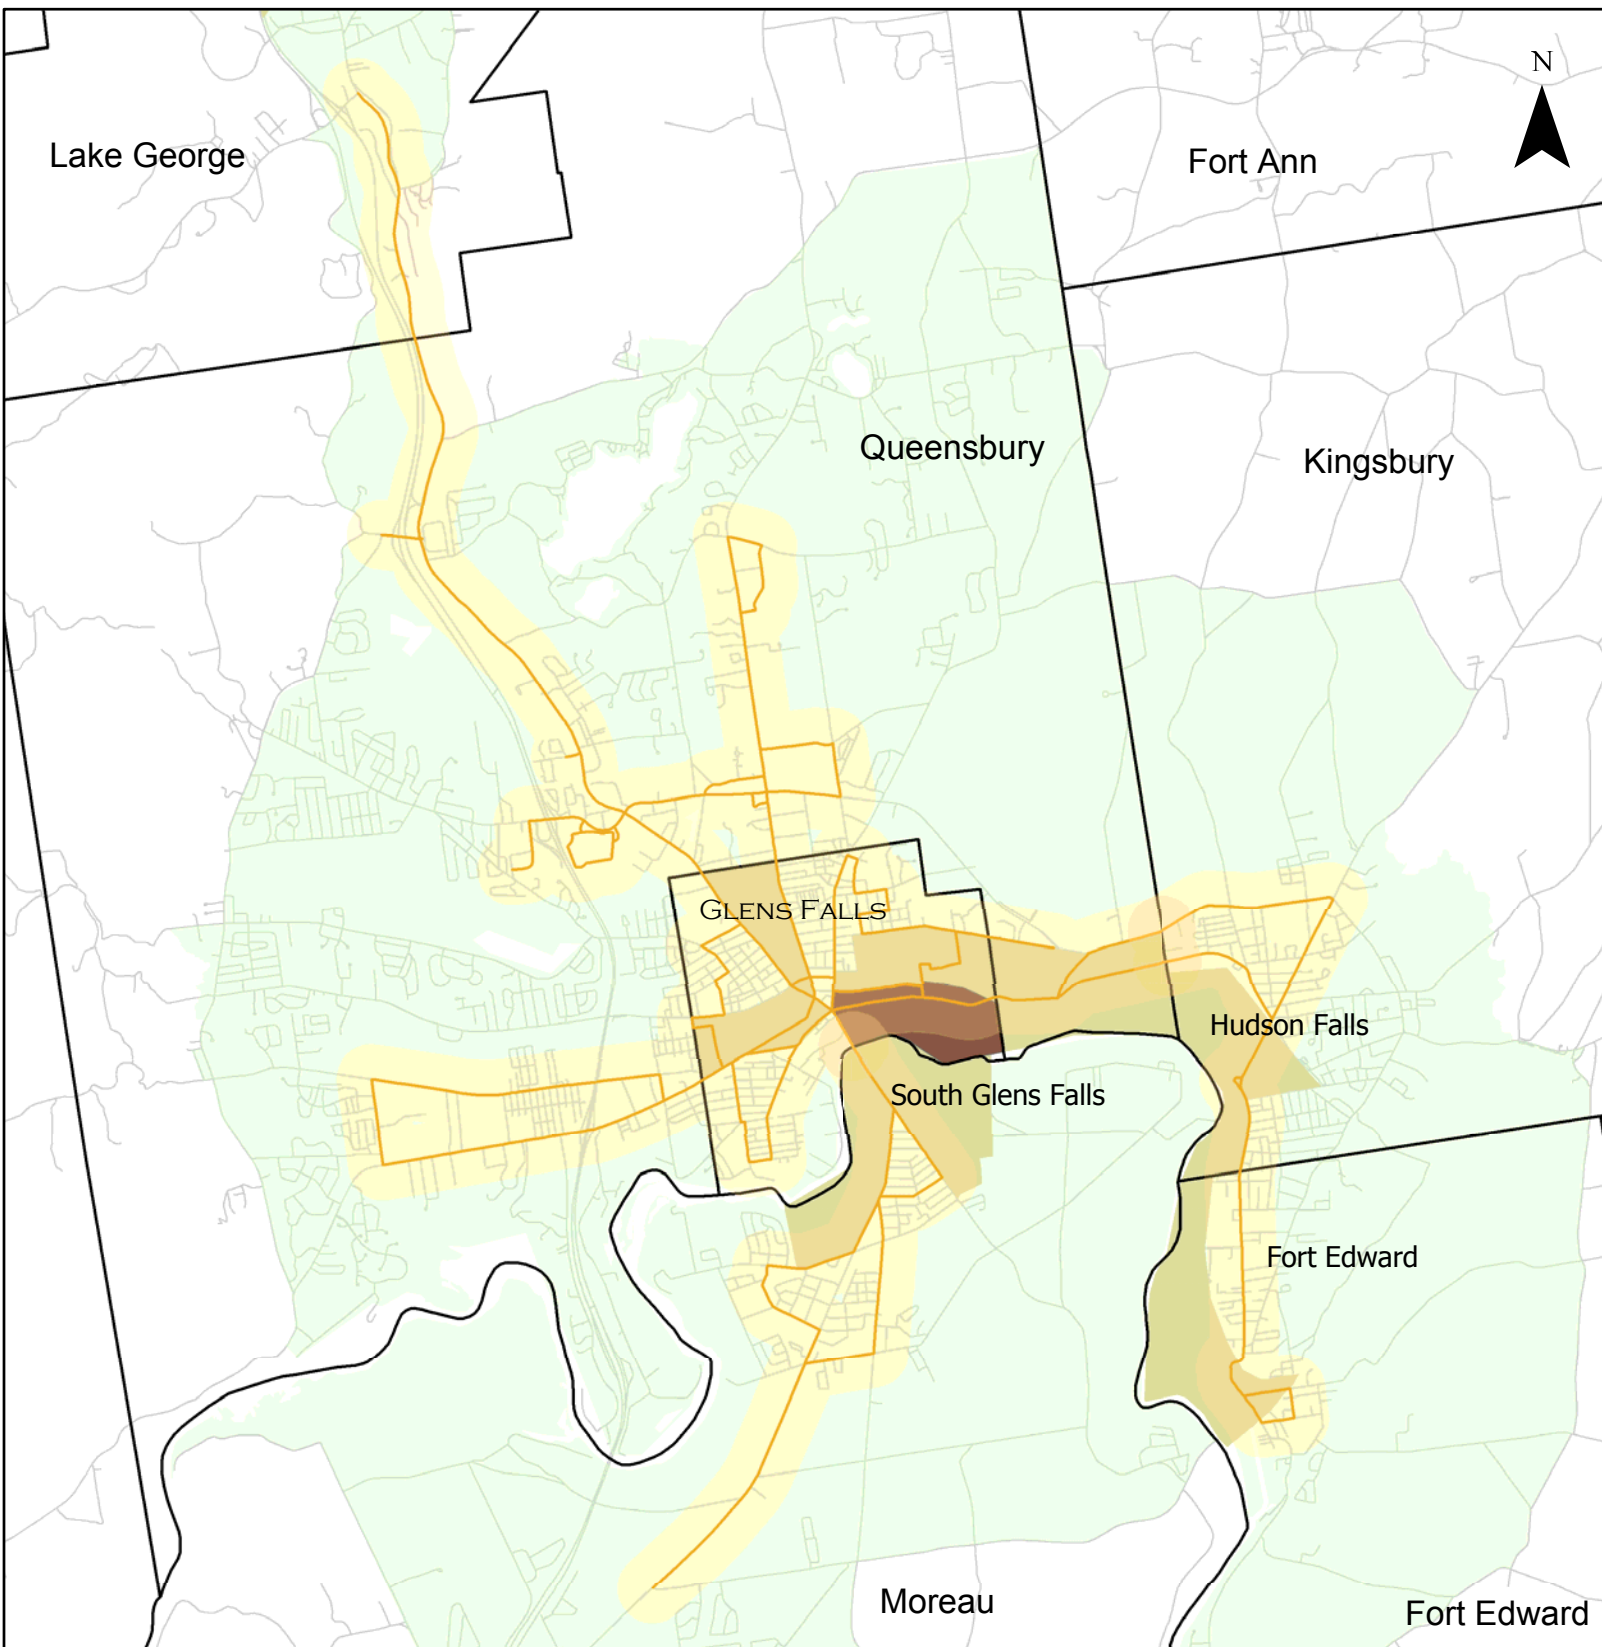 N
Lake George
Fort Ann
Queensbury
Kingsbury
GLENS FALLS
Hudson Falls
South Glens Falls
Fort Edward
Moreau
Fort Edward